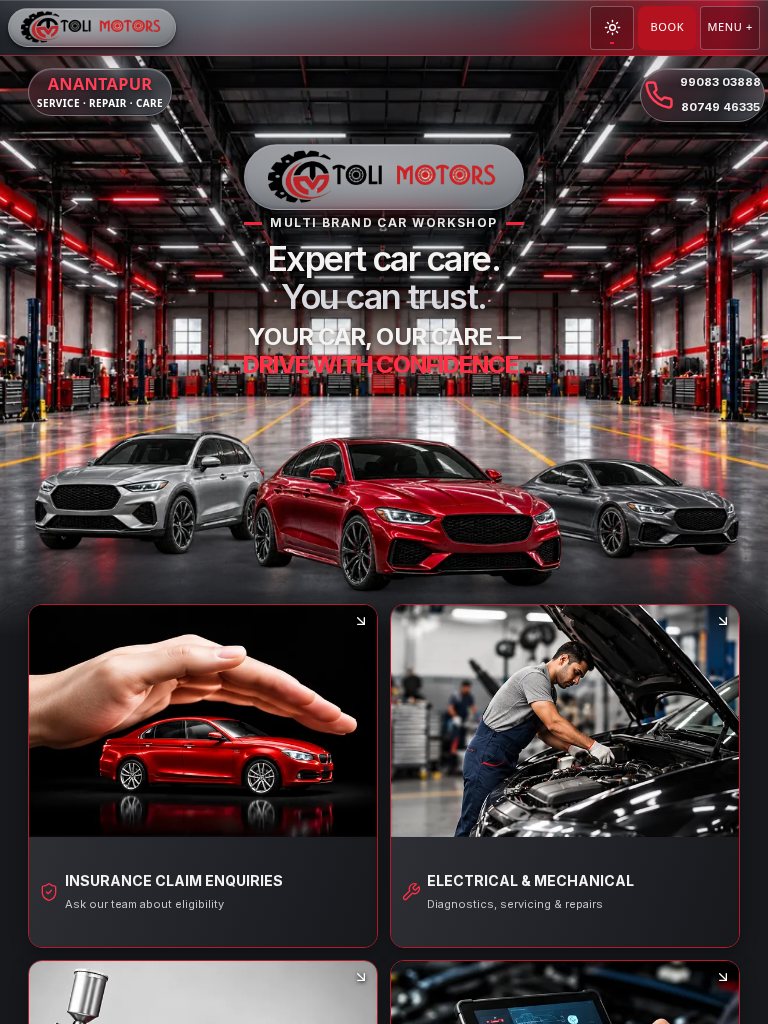 TOLI MOTORS
BOOK
MENU +
ANANTAPUR
SERVICE · REPAIR · CARE
99083 03888
80749 46335
TOLI MOTORS
MULTI BRAND CAR WORKSHOP
Expert car care.
You can trust.
YOUR CAR, OUR CARE —
DRIVE WITH CONFIDENCE
INSURANCE CLAIM ENQUIRIES
Ask our team about eligibility
ELECTRICAL & MECHANICAL
Diagnostics, servicing & repairs